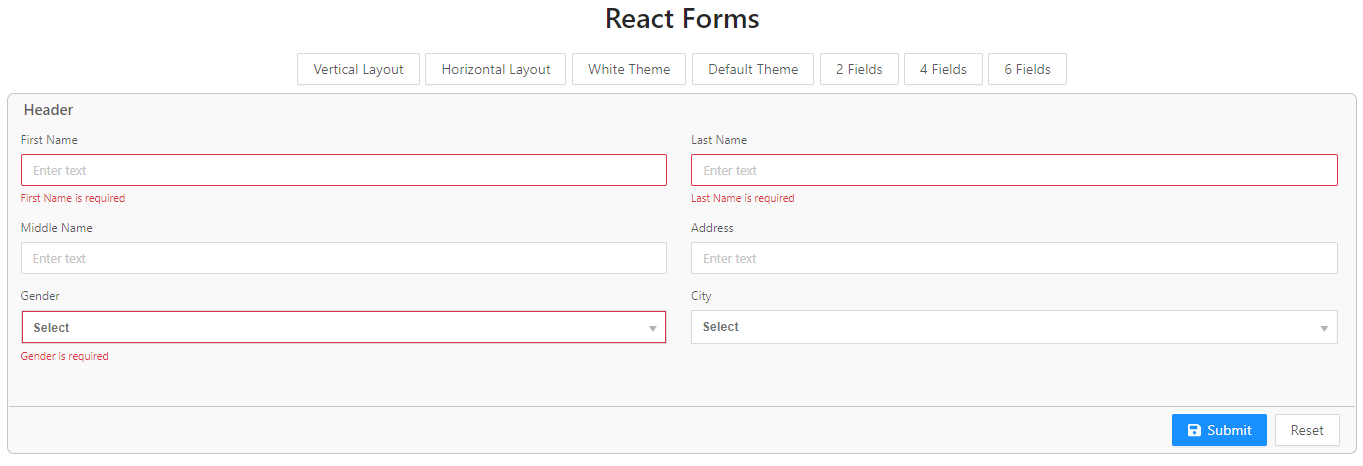 React Forms
Vertical Layout Horizontal Layout White Theme Default Theme 2 Fields 4 Fields 6 Fields
Header
First Name Last Name
Enter text Enter text
First Name is required Last Name is required
Middle Name Address
Enter text Enter text
Gender City
Select Select
Gender is required
Submit Reset